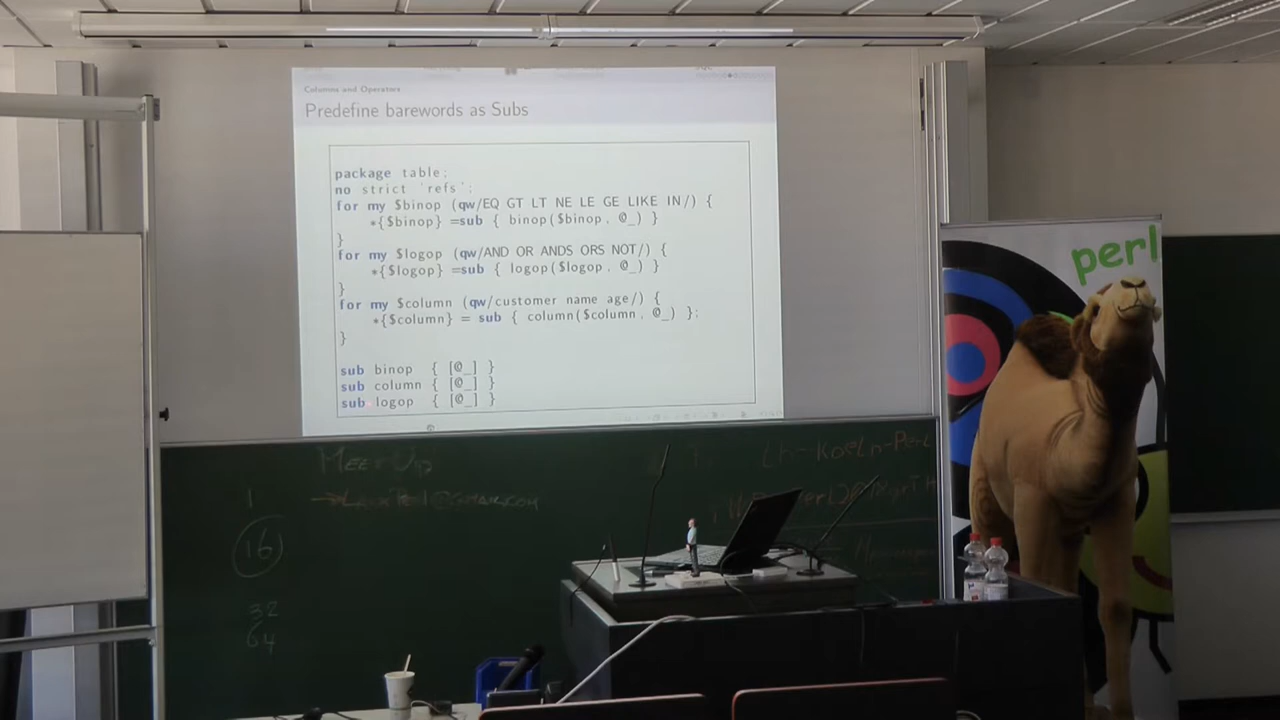 Columns and Operators
Predefine barewords as Subs
package table;
no strict 'refs';
for my $binop (qw/EQ GT LT NE LE GE LIKE IN/) {
*{$binop} =sub { binop($binop, @_) }
}
for my $logop (qw/AND OR ANDS ORS NOT/) {
*{$logop} =sub { logop($logop, @_) }
}
for my $column (qw/customer name age/) {
*{$column} = sub { column($column, @_) };
}
sub binop { [@_] }
sub column { [@_] }
sub logop { [@_] }
perl
MeetUp
1
16
32
64